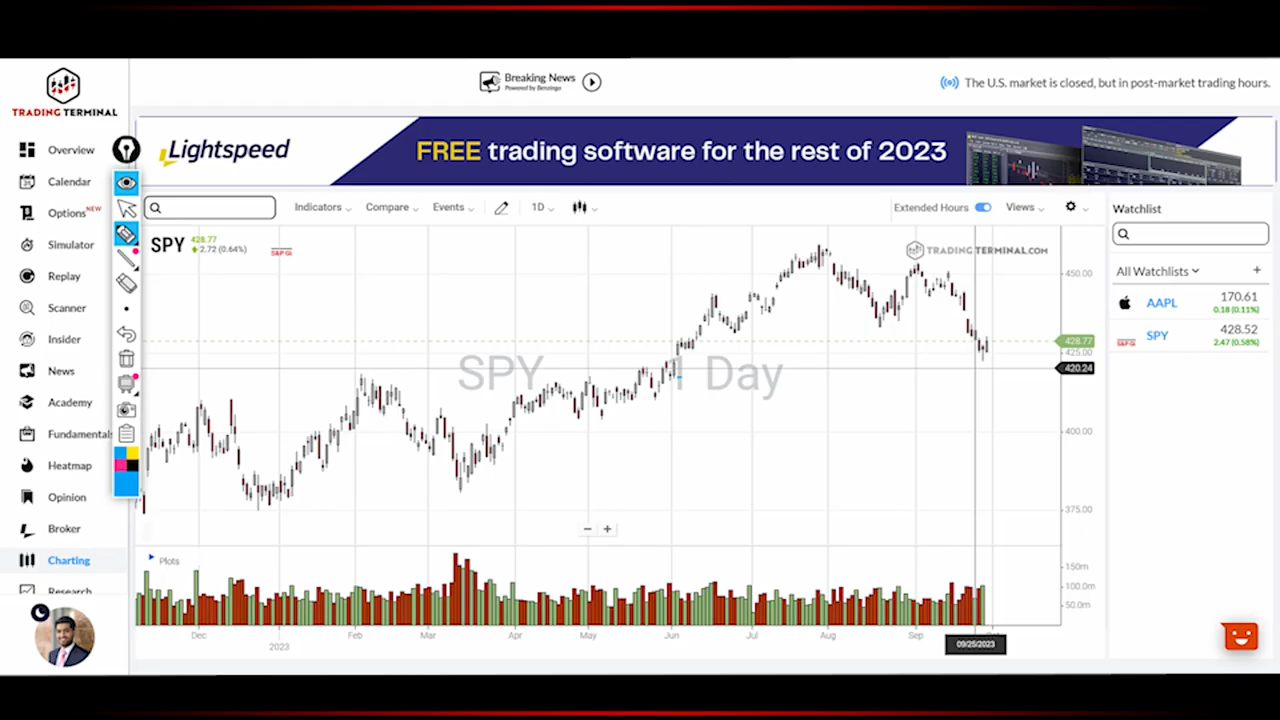 TRADING TERMINAL
Breaking News
Powered by Benzinga
The U.S. market is closed, but in post-market trading hours.
Lightspeed
FREE trading software for the rest of 2023
Overview
Calendar
Options NEW
Simulator
Replay
Scanner
Insider
News
Academy
Fundamentals
Heatmap
Opinion
Broker
Charting
Research
Indicators
Compare
Events
1D
Extended Hours
Views
SPY
428.77
2.72 (0.64%)
TRADINGTERMINAL.COM
SPY 1 Day
450.00
428.77
425.00
420.24
400.00
375.00
Plots
150m
100.0m
50.0m
Dec
2023
Feb
Mar
Apr
May
Jun
Jul
Aug
Sep
09/25/2023
Watchlist
All Watchlists
+
AAPL
170.61
0.18 (0.11%)
SPY
428.52
2.47 (0.58%)